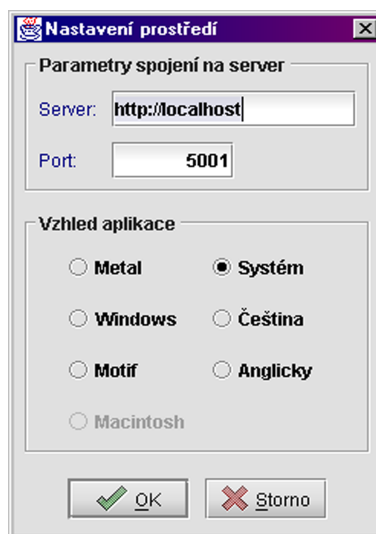 Nastavení prostředí
Parametry spojení na server
Server: http://localhost
Port: 5001
Vzhled aplikace
Metal Systém
Windows Čeština
Motif Anglicky
Macintosh
OK Storno